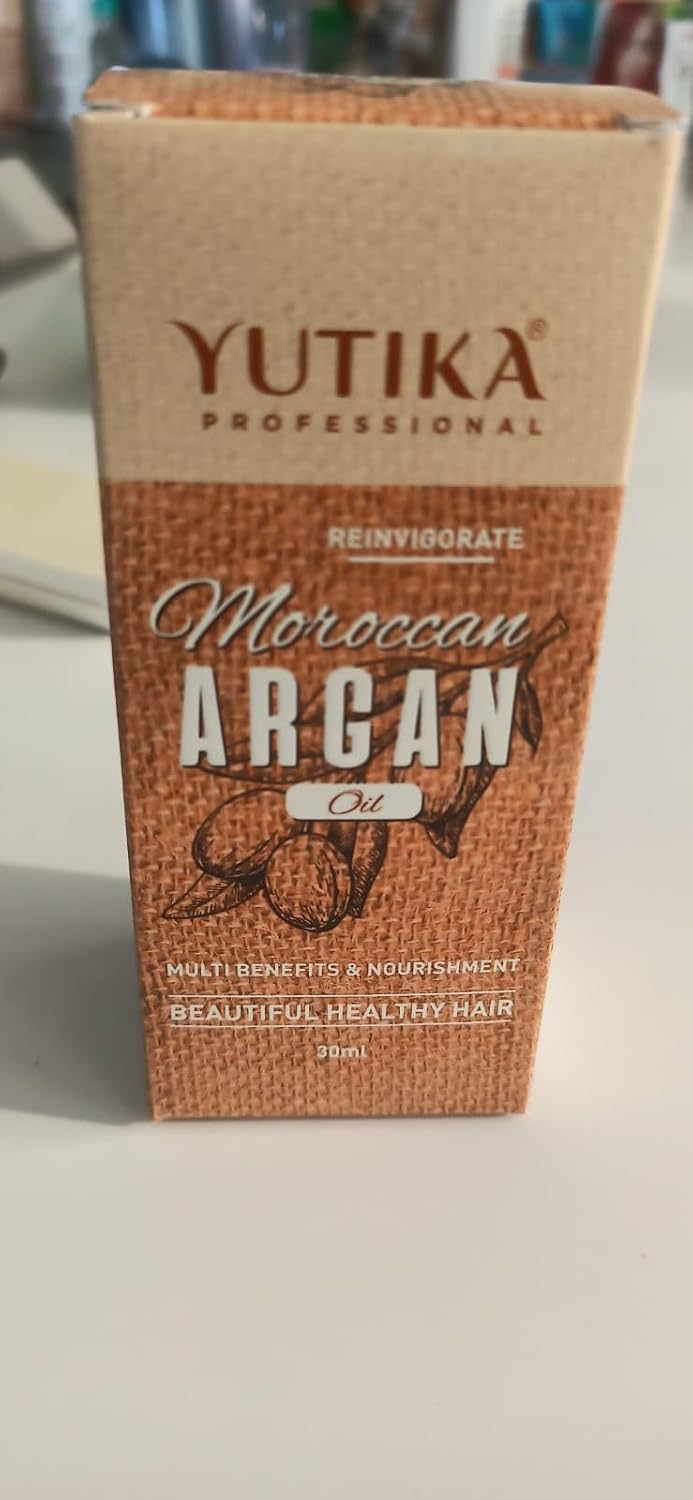 YUTIKA®
PROFESSIONAL
REINVIGORATE
Moroccan
ARGAN
Oil
MULTI BENEFITS & NOURISHMENT
BEAUTIFUL HEALTHY HAIR
30ml